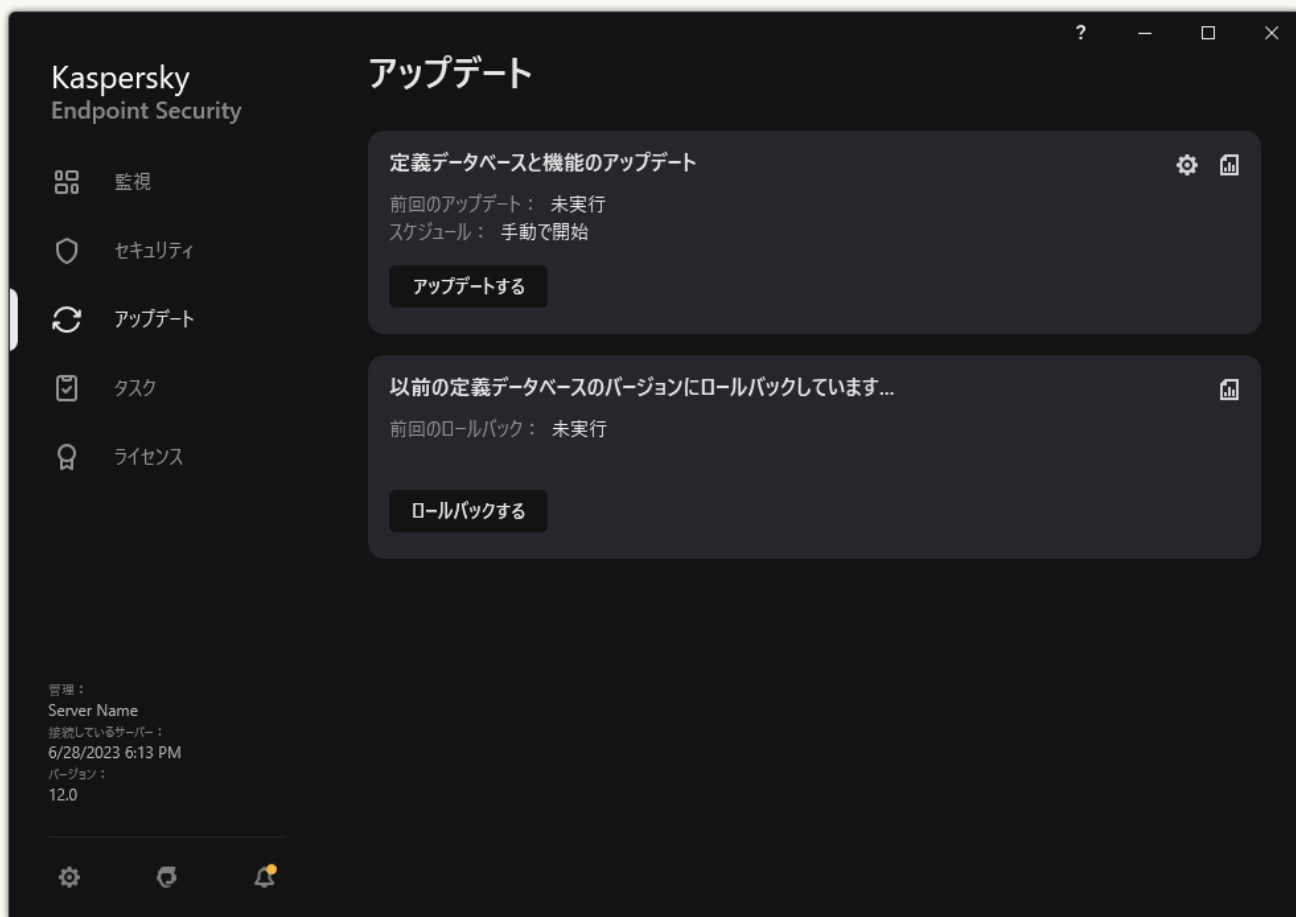 ?
Kaspersky
Endpoint Security
監視
セキュリティ
アップデート
タスク
ライセンス
管理：
Server Name
接続しているサーバー：
6/28/2023 6:13 PM
バージョン：
12.0
アップデート
定義データベースと機能のアップデート
前回のアップデート： 未実行
スケジュール： 手動で開始
アップデートする
以前の定義データベースのバージョンにロールバックしています...
前回のロールバック： 未実行
ロールバックする